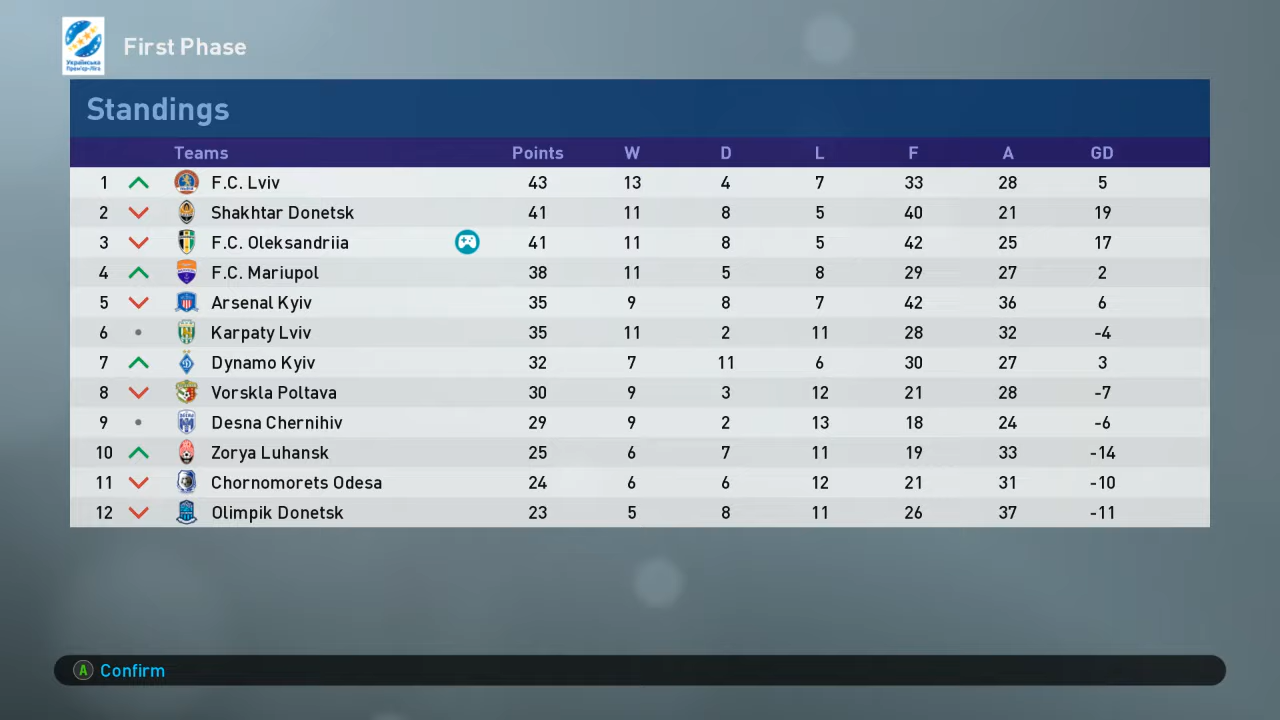 Українська
Прем'єр-Ліга
First Phase
Standings
Teams Points W D L F A GD
1 F.C. Lviv 43 13 4 7 33 28 5
2 Shakhtar Donetsk 41 11 8 5 40 21 19
3 F.C. Oleksandriia 41 11 8 5 42 25 17
4 F.C. Mariupol 38 11 5 8 29 27 2
5 Arsenal Kyiv 35 9 8 7 42 36 6
6 Karpaty Lviv 35 11 2 11 28 32 -4
7 Dynamo Kyiv 32 7 11 6 30 27 3
8 Vorskla Poltava 30 9 3 12 21 28 -7
9 Desna Chernihiv 29 9 2 13 18 24 -6
10 Zorya Luhansk 25 6 7 11 19 33 -14
11 Chornomorets Odesa 24 6 6 12 21 31 -10
12 Olimpik Donetsk 23 5 8 11 26 37 -11
A Confirm